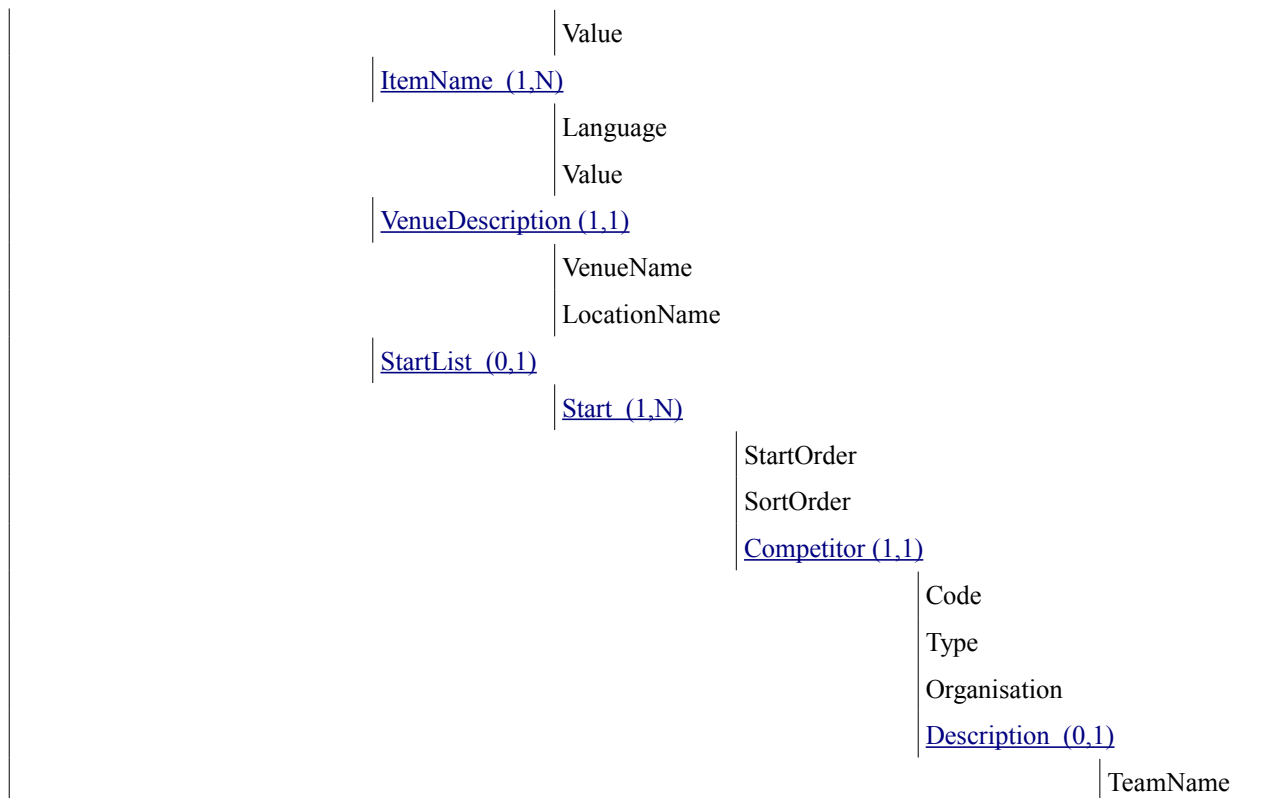 Value
ItemName (1,N)
Language
Value
VenueDescription (1,1)
VenueName
LocationName
StartList (0,1)
Start (1,N)
StartOrder
SortOrder
Competitor (1,1)
Code
Type
Organisation
Description (0,1)
TeamName